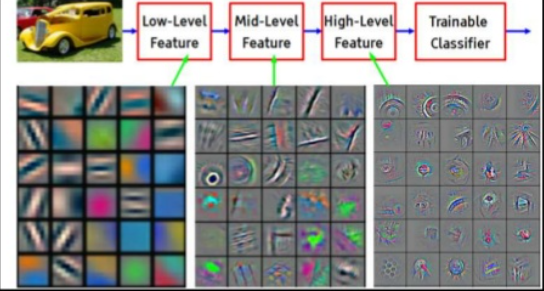 Low-Level
Feature
Mid-Level
Feature
High-Level
Feature
Trainable
Classifier